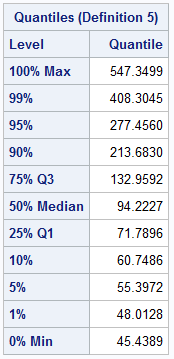 Quantiles (Definition 5)
Level Quantile
100% Max 547.3499
99% 408.3045
95% 277.4560
90% 213.6830
75% Q3 132.9592
50% Median 94.2227
25% Q1 71.7896
10% 60.7486
5% 55.3972
1% 48.0128
0% Min 45.4389